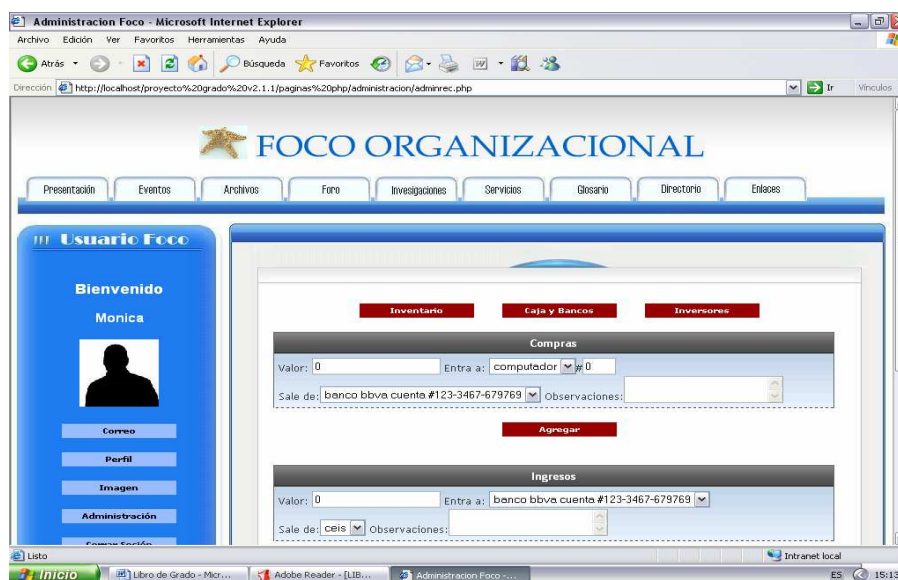 Administracion Foco - Microsoft Internet Explorer
Archivo Edición Ver Favoritos Herramientas Ayuda
Atrás Búsqueda Favoritos
Dirección http://localhost/proyecto%20grado%20v2.1.1/paginas%20php/administracion/adminrec.php Ir Vínculos
FOCO ORGANIZACIONAL
Presentación Eventos Archivos Foro Invesigaciones Servicios Glosario Directorio Enlaces
Usuario Foco
Bienvenido
Monica
Correo
Perfil
Imagen
Administración
Cerrar Seción
Inventario Caja y Bancos Inversores
Compras
Valor: 0 Entra a: computador # 0
Sale de: banco bbva cuenta #123-3467-679769 Observaciones:
Agregar
Ingresos
Valor: 0 Entra a: banco bbva cuenta #123-3467-679769
Sale de: ceis Observaciones:
Listo Intranet local
Inicio Libro de Grado - Micr... Adobe Reader - [LIB... Administracion Foco -... ES 15:13